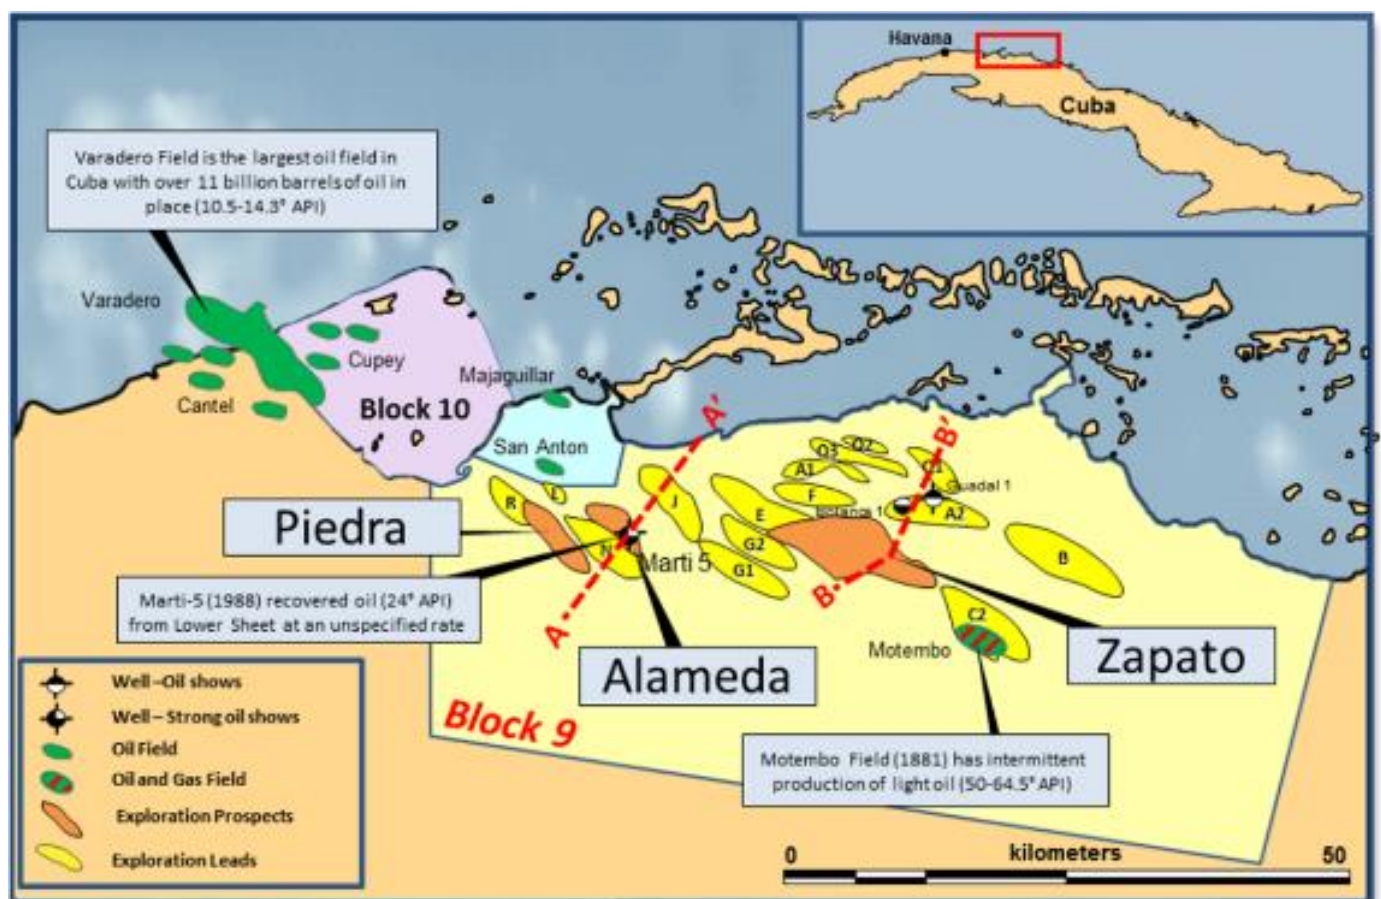 Havana
Cuba
Varadero Field is the largest oil field in
Cuba with over 11 billion barrels of oil in
place (10.5-14.3° API)
Varadero
Cupey
Cantel
Block 10
Majaguillar
San Anton
A'
B'
O3
O2
A1
O1
Guadal 1
F
A2
R
L
J
E
N
G2
G1
B
Marti 5
Piedra
Marti-5 (1988) recovered oil (24° API)
from Lower Sheet at an unspecified rate
A
B
C2
Motembo
Alameda
Zapato
Block 9
Motembo Field (1881) has intermittent
production of light oil (50-64.5° API)
Well –Oil shows
Well – Strong oil shows
Oil Field
Oil and Gas Field
Exploration Prospects
Exploration Leads
0 kilometers 50